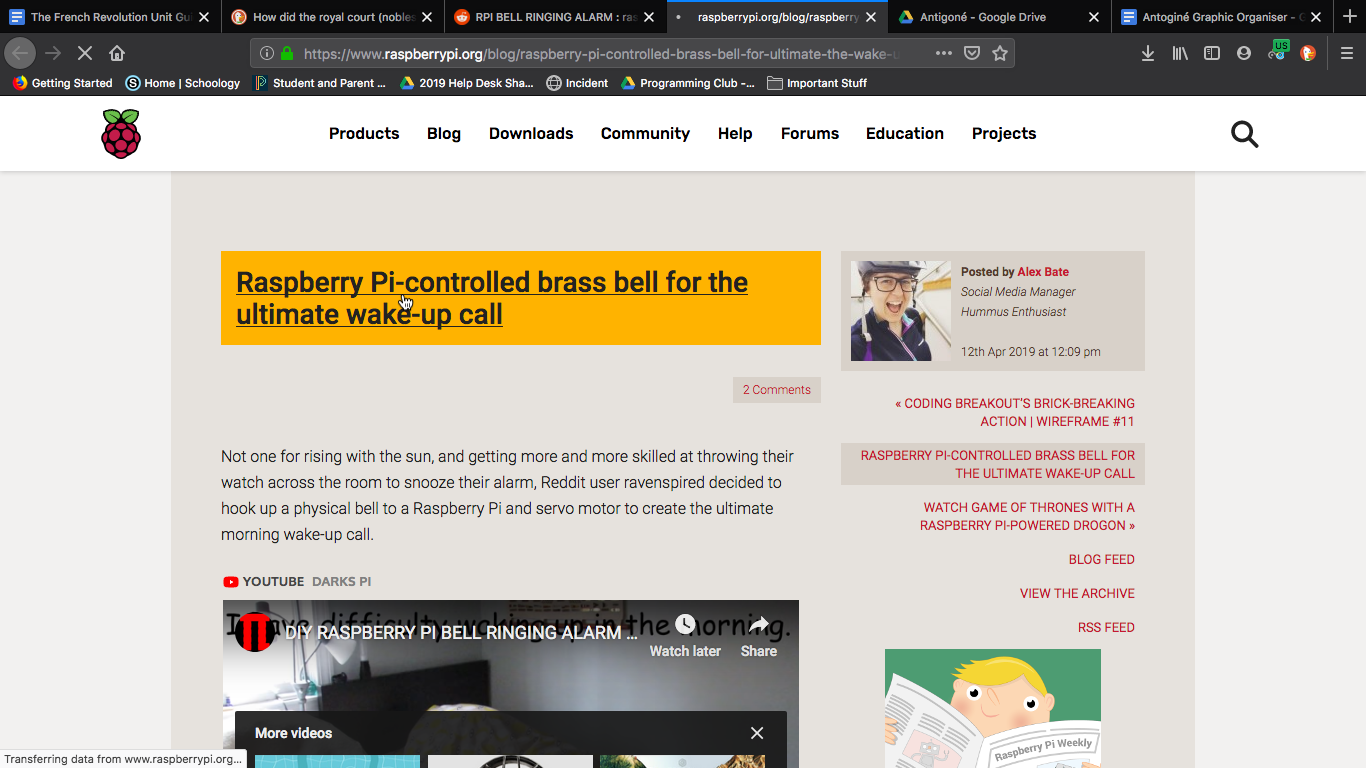 The French Revolution Unit Gui
How did the royal court (nobles
RPI BELL RINGING ALARM : ras
raspberrypi.org/blog/raspberry
Antigoné - Google Drive
Antoginé Graphic Organiser - G
https://www.raspberrypi.org/blog/raspberry-pi-controlled-brass-bell-for-ultimate-the-wake-u
US
Getting Started
Home | Schoology
Student and Parent ...
2019 Help Desk Sha...
Incident
Programming Club -...
Important Stuff
Products
Blog
Downloads
Community
Help
Forums
Education
Projects
Raspberry Pi-controlled brass bell for the
ultimate wake-up call
2 Comments
Not one for rising with the sun, and getting more and more skilled at throwing their
watch across the room to snooze their alarm, Reddit user ravenspired decided to
hook up a physical bell to a Raspberry Pi and servo motor to create the ultimate
morning wake-up call.
YOUTUBE DARKS PI
I have difficulty waking up in the morning.
DIY RASPBERRY PI BELL RINGING ALARM ...
Watch later
Share
More videos
Posted by Alex Bate
Social Media Manager
Hummus Enthusiast
12th Apr 2019 at 12:09 pm
« CODING BREAKOUT'S BRICK-BREAKING
ACTION | WIREFRAME #11
RASPBERRY PI-CONTROLLED BRASS BELL FOR
THE ULTIMATE WAKE-UP CALL
WATCH GAME OF THRONES WITH A
RASPBERRY PI-POWERED DROGON »
BLOG FEED
VIEW THE ARCHIVE
RSS FEED
Raspberry Pi Weekly
Transferring data from www.raspberrypi.org...